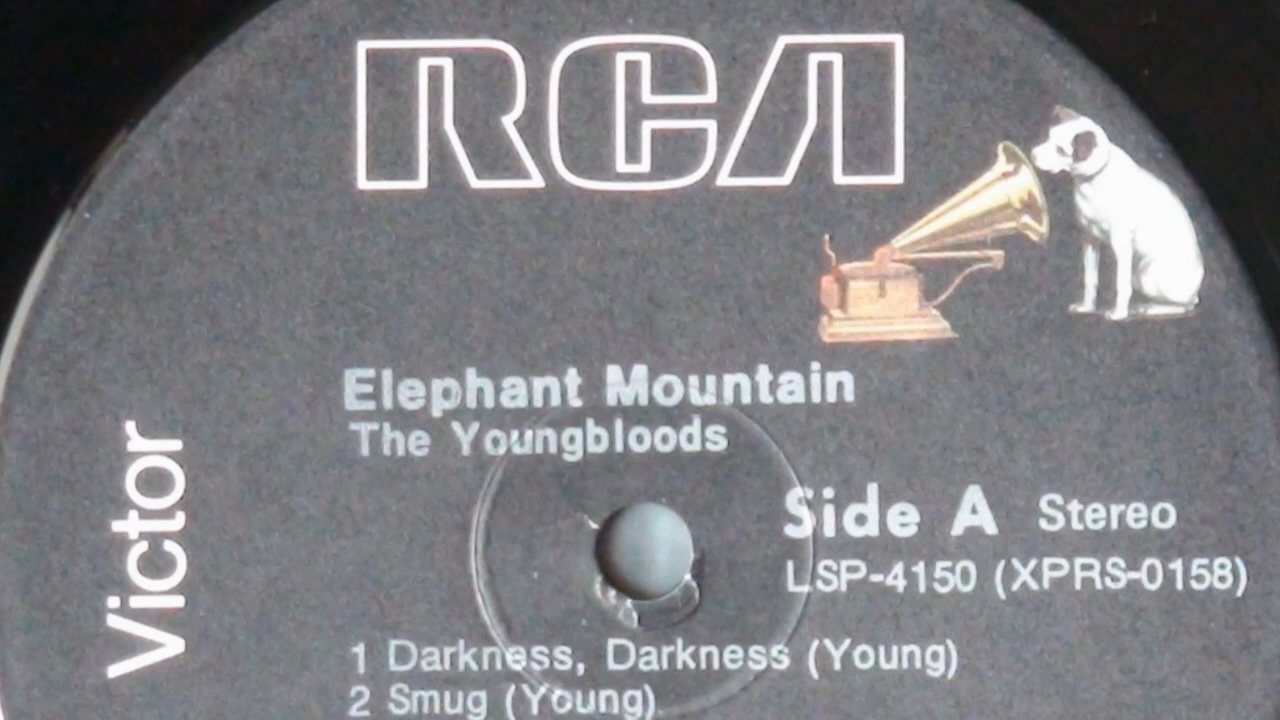 RCA
Elephant Mountain
The Youngbloods
Victor
Side A Stereo
LSP-4150 (XPRS-0158)
1 Darkness, Darkness (Young)
2 Smug (Young)